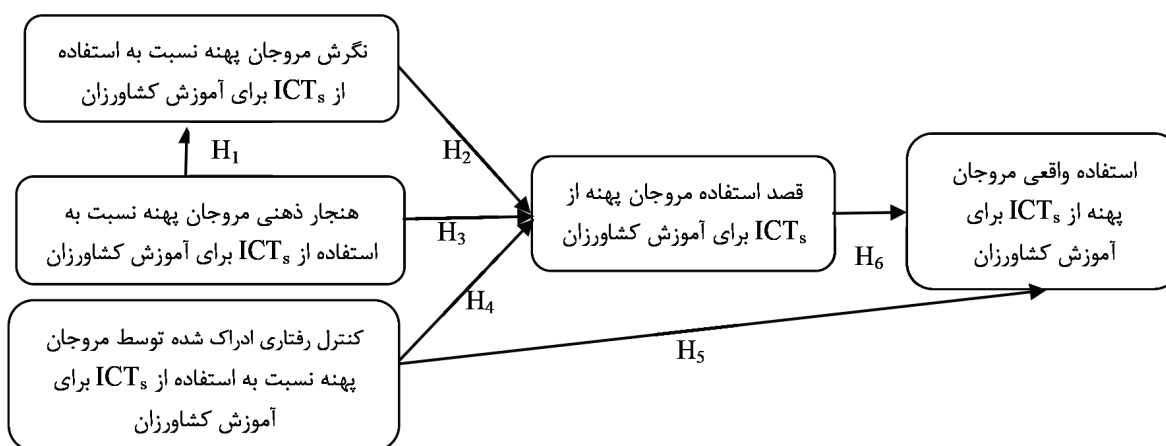 نگرش مروجان پهنه نسبت به استفاده
از ICTs برای آموزش کشاورزان
H1
H2
هنجار ذهنی مروجان پهنه نسبت به
استفاده از ICTs برای آموزش کشاورزان
H3
قصد استفاده مروجان پهنه از
ICTs برای آموزش کشاورزان
H6
استفاده واقعی مروجان
پهنه از ICTs برای
آموزش کشاورزان
H4
کنترل رفتاری ادراک شده توسط مروجان
پهنه نسبت به استفاده از ICTs برای
آموزش کشاورزان
H5